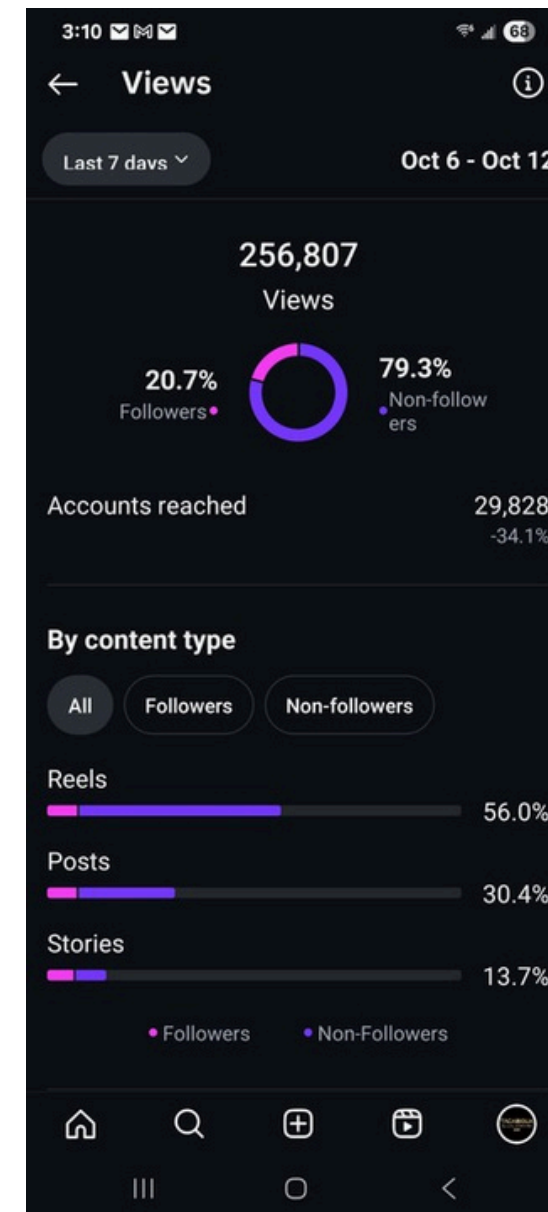 3:10
68
Views
Last 7 days
Oct 6 - Oct 12
256,807
Views
20.7%
Followers
79.3%
Non-follow
ers
Accounts reached
29,828
-34.1%
By content type
All
Followers
Non-followers
Reels
56.0%
Posts
30.4%
Stories
13.7%
Followers
Non-Followers